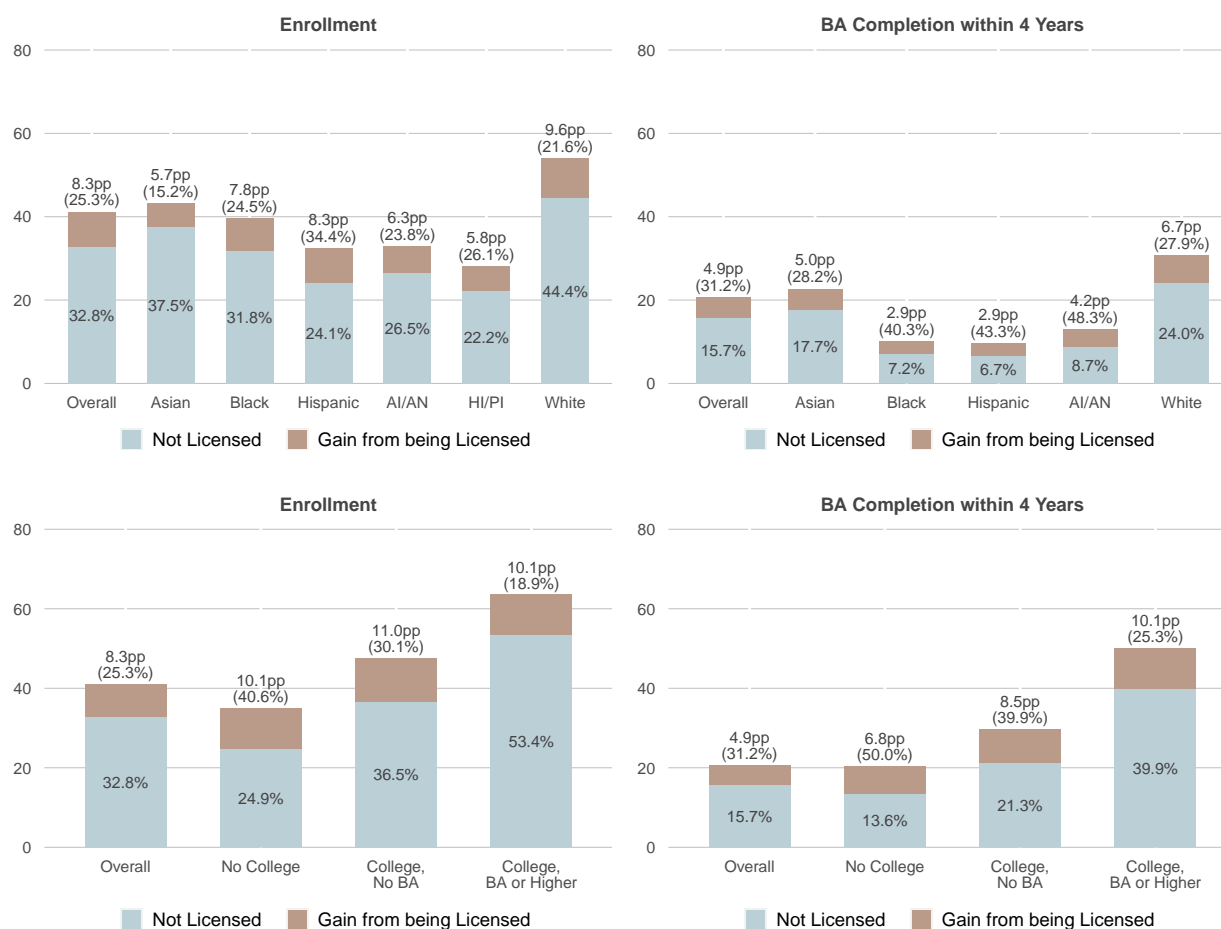 Enrollment
80
60
40
20
0
8.3pp
(25.3%)
5.7pp
(15.2%)
7.8pp
(24.5%)
8.3pp
(34.4%)
6.3pp
(23.8%)
5.8pp
(26.1%)
9.6pp
(21.6%)
32.8%
37.5%
31.8%
24.1%
26.5%
22.2%
44.4%
Overall Asian Black Hispanic AI/AN HI/PI White
Not Licensed Gain from being Licensed
BA Completion within 4 Years
80
60
40
20
0
4.9pp
(31.2%)
5.0pp
(28.2%)
2.9pp
(40.3%)
2.9pp
(43.3%)
4.2pp
(48.3%)
6.7pp
(27.9%)
15.7%
17.7%
7.2%
6.7%
8.7%
24.0%
Overall Asian Black Hispanic AI/AN White
Not Licensed Gain from being Licensed
Enrollment
80
60
40
20
0
8.3pp
(25.3%)
10.1pp
(40.6%)
11.0pp
(30.1%)
10.1pp
(18.9%)
32.8%
24.9%
36.5%
53.4%
Overall No College College, College,
No BA BA or Higher
Not Licensed Gain from being Licensed
BA Completion within 4 Years
80
60
40
20
0
4.9pp
(31.2%)
6.8pp
(50.0%)
8.5pp
(39.9%)
10.1pp
(25.3%)
15.7%
13.6%
21.3%
39.9%
Overall No College College, College,
No BA BA or Higher
Not Licensed Gain from being Licensed